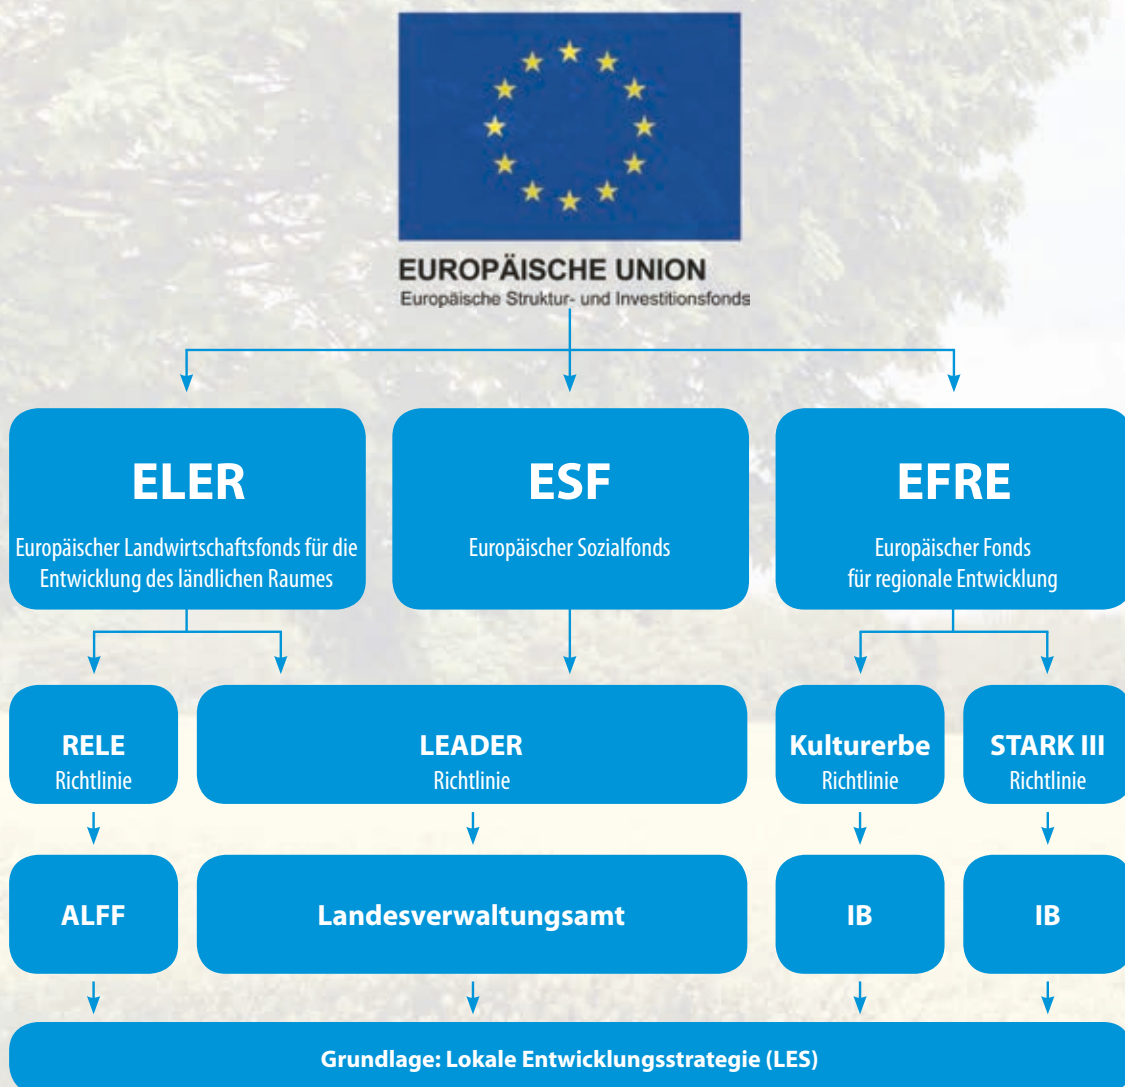 EUROPÄISCHE UNION
Europäische Struktur- und Investitionsfonds
ELER
Europäischer Landwirtschaftsfonds für die
Entwicklung des ländlichen Raumes
ESF
Europäischer Sozialfonds
EFRE
Europäischer Fonds
für regionale Entwicklung
RELE
Richtlinie
LEADER
Richtlinie
Kulturerbe
Richtlinie
STARK III
Richtlinie
ALFF
Landesverwaltungsamt
IB
IB
Grundlage: Lokale Entwicklungsstrategie (LES)